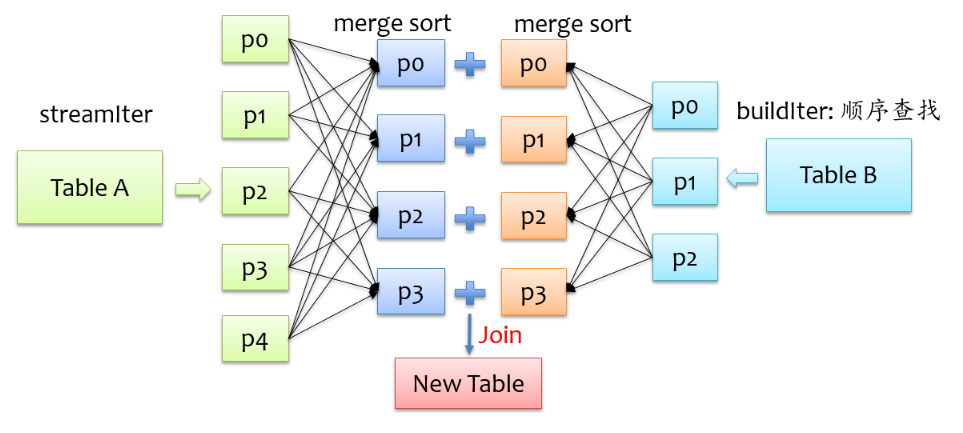 merge sort
merge sort
streamIter
Table A
p0
p1
p2
p3
p4
p0
p1
p2
p3
p0
p1
p2
p3
p0
p1
p2
buildIter: 顺序查找
Table B
Join
New Table